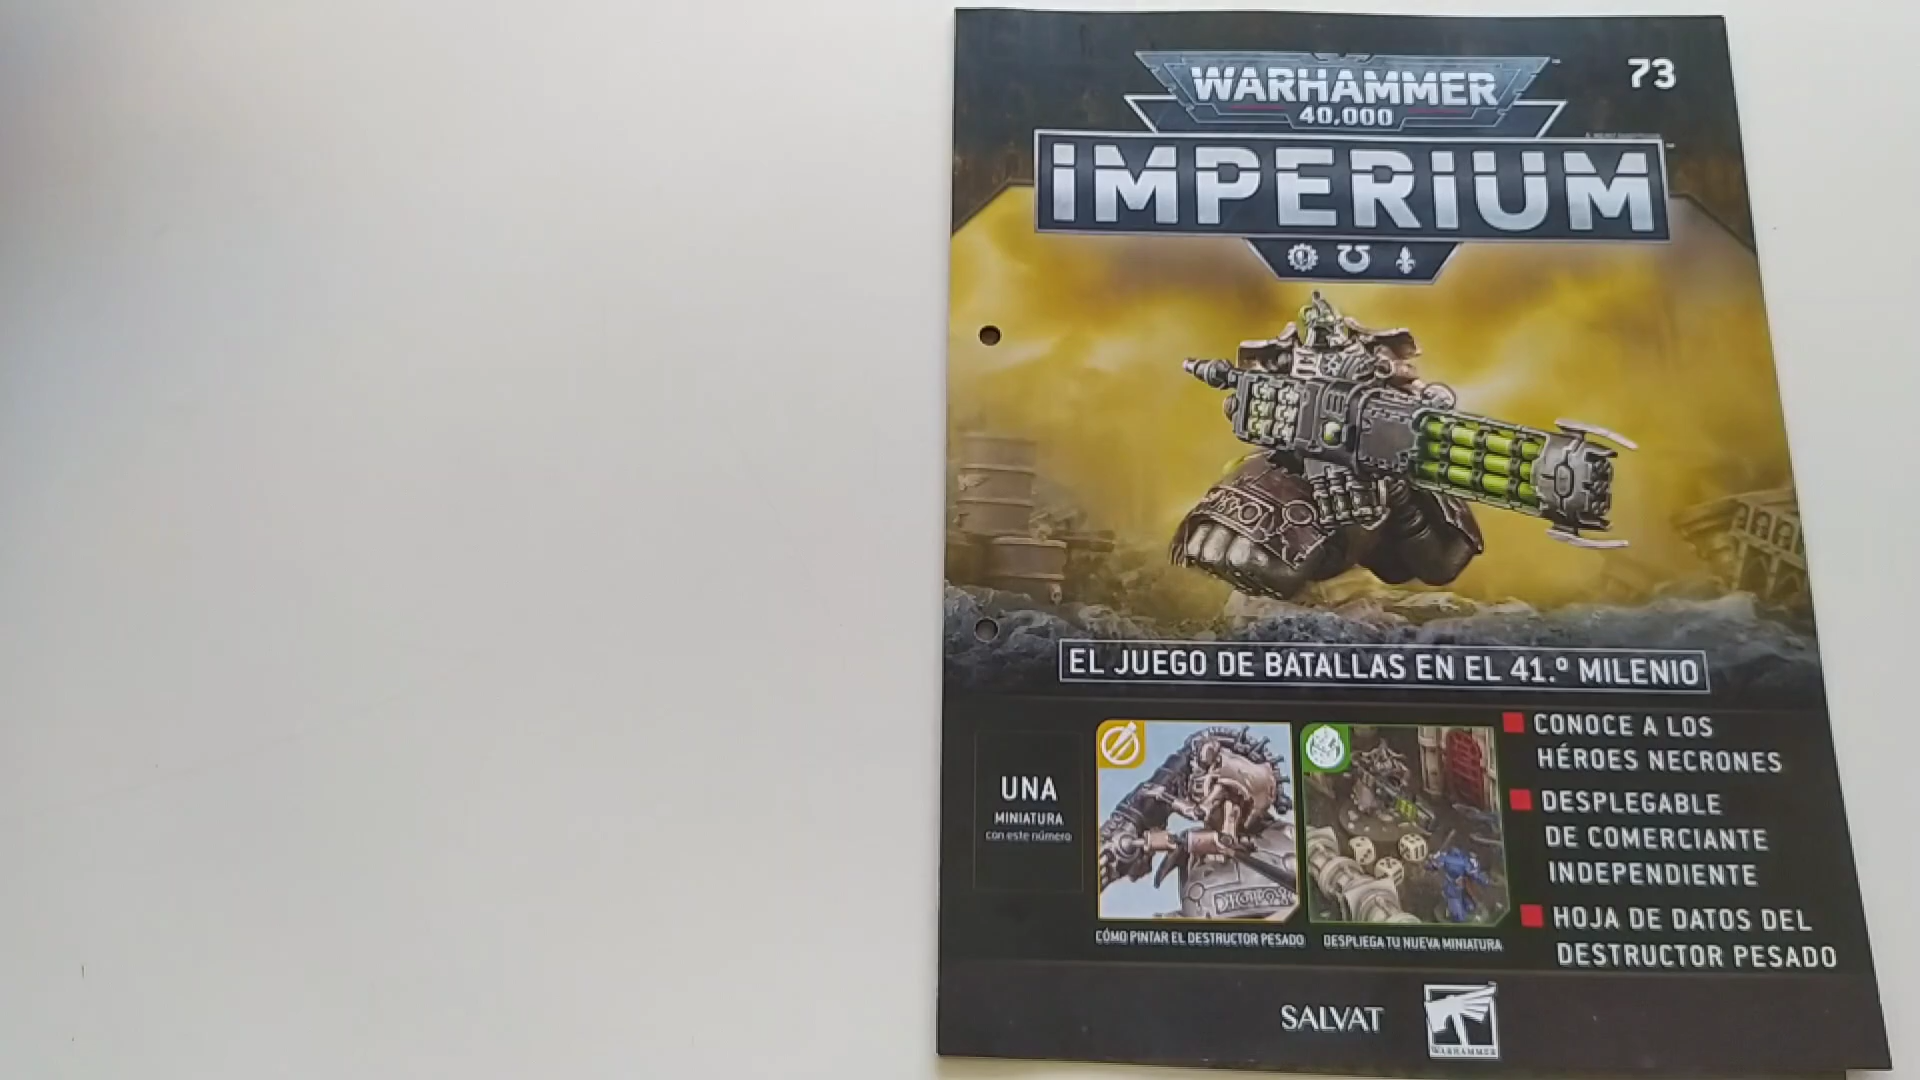 WARHAMMER
40,000
73
IMPERIUM
EL JUEGO DE BATALLAS EN EL 41.º MILENIO
UNA
MINIATURA
con este número
CÓMO PINTAR EL DESTRUCTOR PESADO
DESPLIEGA TU NUEVA MINIATURA
CONOCE A LOS
HÉROES NECRONES
DESPLEGABLE
DE COMERCIANTE
INDEPENDIENTE
HOJA DE DATOS DEL
DESTRUCTOR PESADO
SALVAT
WARHAMMER